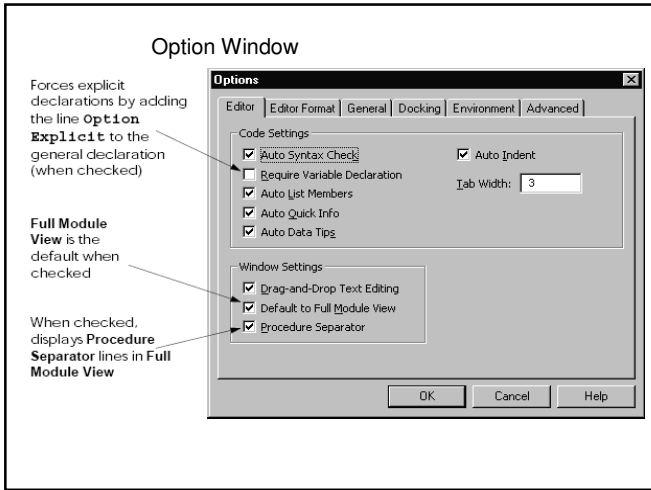 Option Window
Forces explicit
declarations by adding
the line Option
Explicit to the
general declaration
(when checked)
Full Module
View is the
default when
checked
When checked,
displays Procedure
Separator lines in Full
Module View
Options
Editor
Editor Format
General
Docking
Environment
Advanced
Code Settings
Auto Syntax Check
Require Variable Declaration
Auto List Members
Auto Quick Info
Auto Data Tips
Auto Indent
Tab Width: 3
Window Settings
Drag-and-Drop Text Editing
Default to Full Module View
Procedure Separator
OK
Cancel
Help